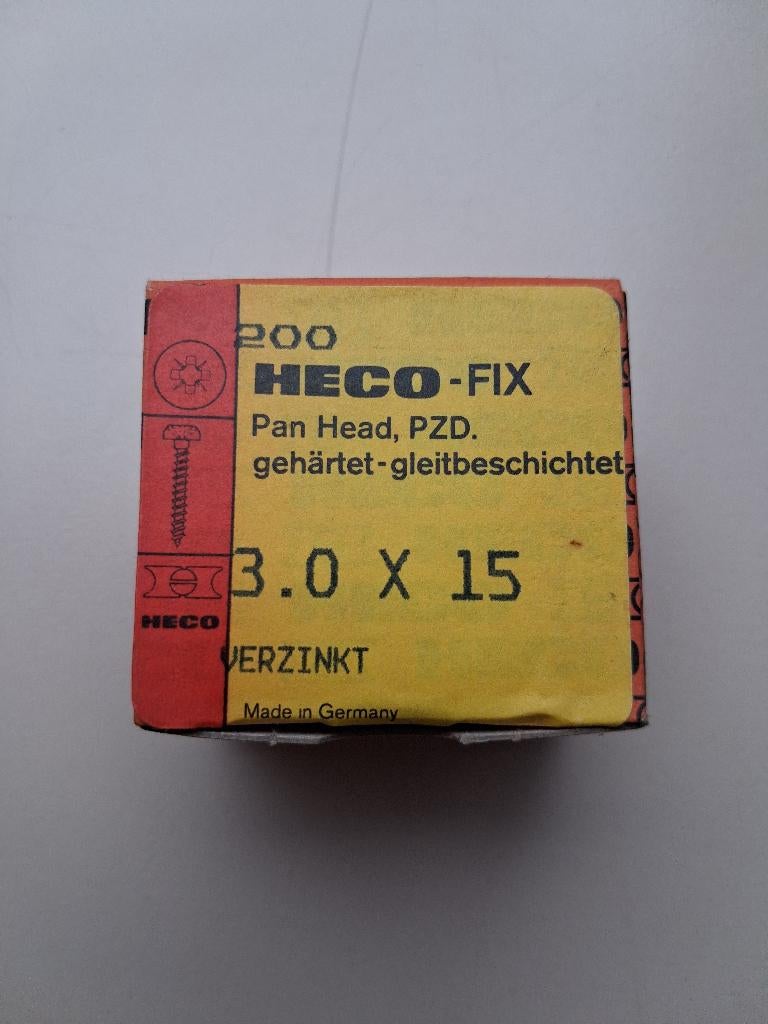 200
HECO-FIX
Pan Head, PZD.
gehärtet-gleitbeschichtet
3.0 X 15
HECO
VERZINKT
Made in Germany